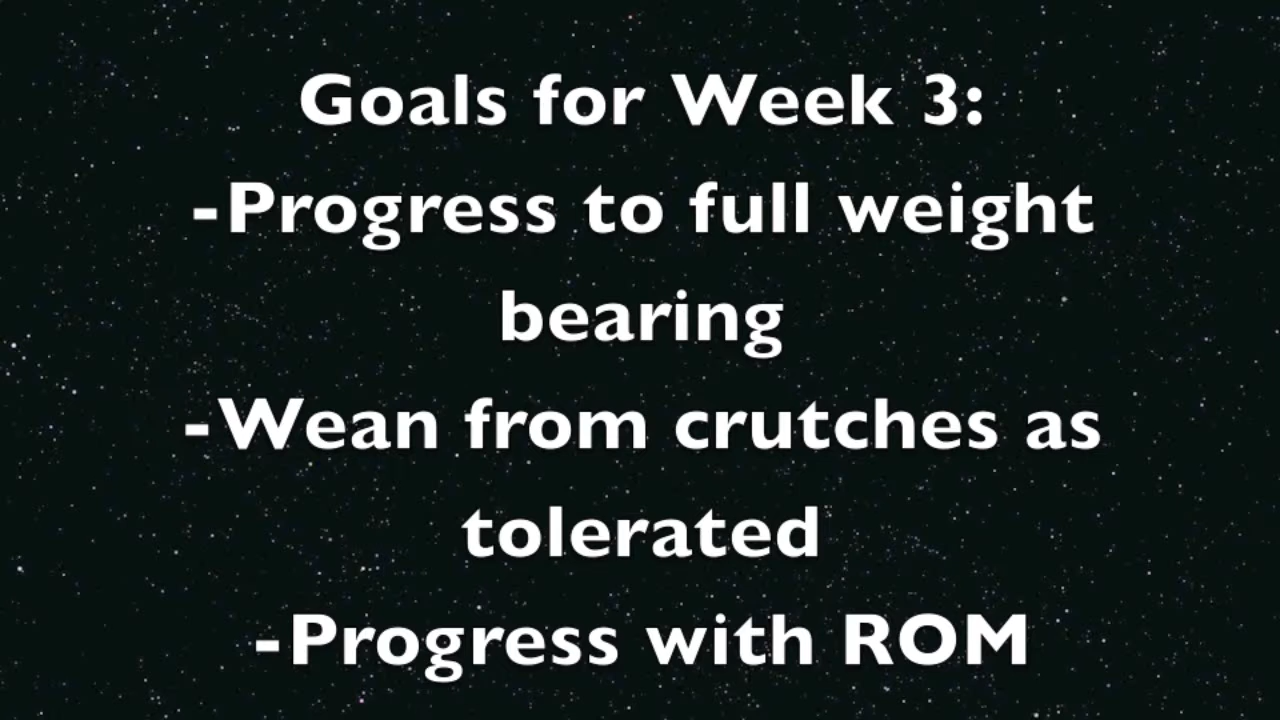 Goals for Week 3:
-Progress to full weight
bearing
-Wean from crutches as
tolerated
-Progress with ROM